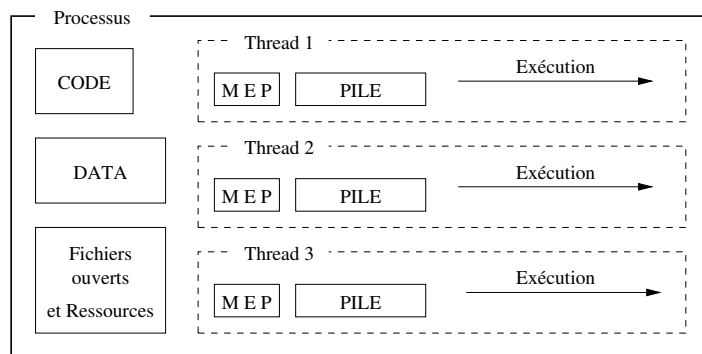 Processus
CODE
DATA
Fichiers
ouverts
et Ressources
Thread 1
M E P
PILE
Exécution
Thread 2
M E P
PILE
Exécution
Thread 3
M E P
PILE
Exécution